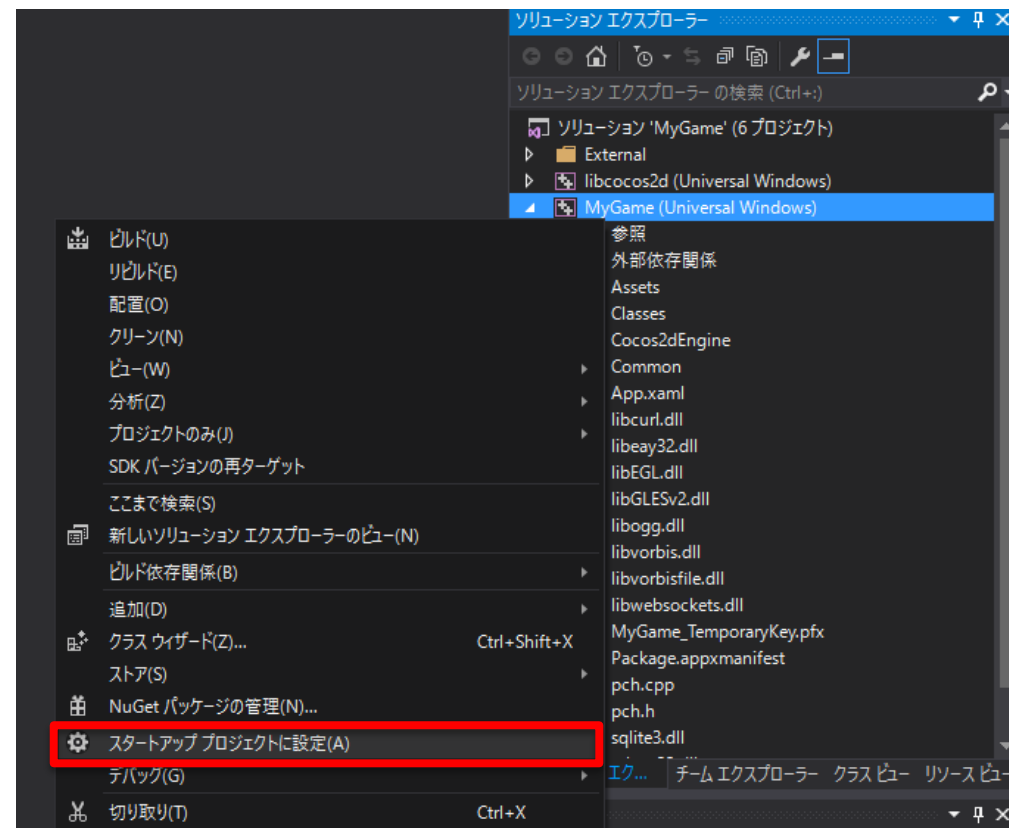 ソリューション エクスプローラー
ソリューション エクスプローラー の検索 (Ctrl+:)
ソリューション 'MyGame' (6 プロジェクト)
External
libcocos2d (Universal Windows)
MyGame (Universal Windows)
参照
外部依存関係
Assets
Classes
Cocos2dEngine
Common
App.xaml
libcurl.dll
libeay32.dll
libEGL.dll
libGLESv2.dll
libogg.dll
libvorbis.dll
libvorbisfile.dll
libwebsockets.dll
MyGame_TemporaryKey.pfx
Package.appxmanifest
pch.cpp
pch.h
sqlite3.dll
エク... チーム エクスプローラー クラス ビュー リソース ビュー
ビルド(U)
リビルド(E)
配置(O)
クリーン(N)
ビュー(W)
分析(Z)
プロジェクトのみ(J)
SDK バージョンの再ターゲット
ここまで検索(S)
新しいソリューション エクスプローラーのビュー(N)
ビルド依存関係(B)
追加(D)
クラス ウィザード(Z)... Ctrl+Shift+X
ストア(S)
NuGet パッケージの管理(N)...
スタートアップ プロジェクトに設定(A)
デバッグ(G)
切り取り(T) Ctrl+X